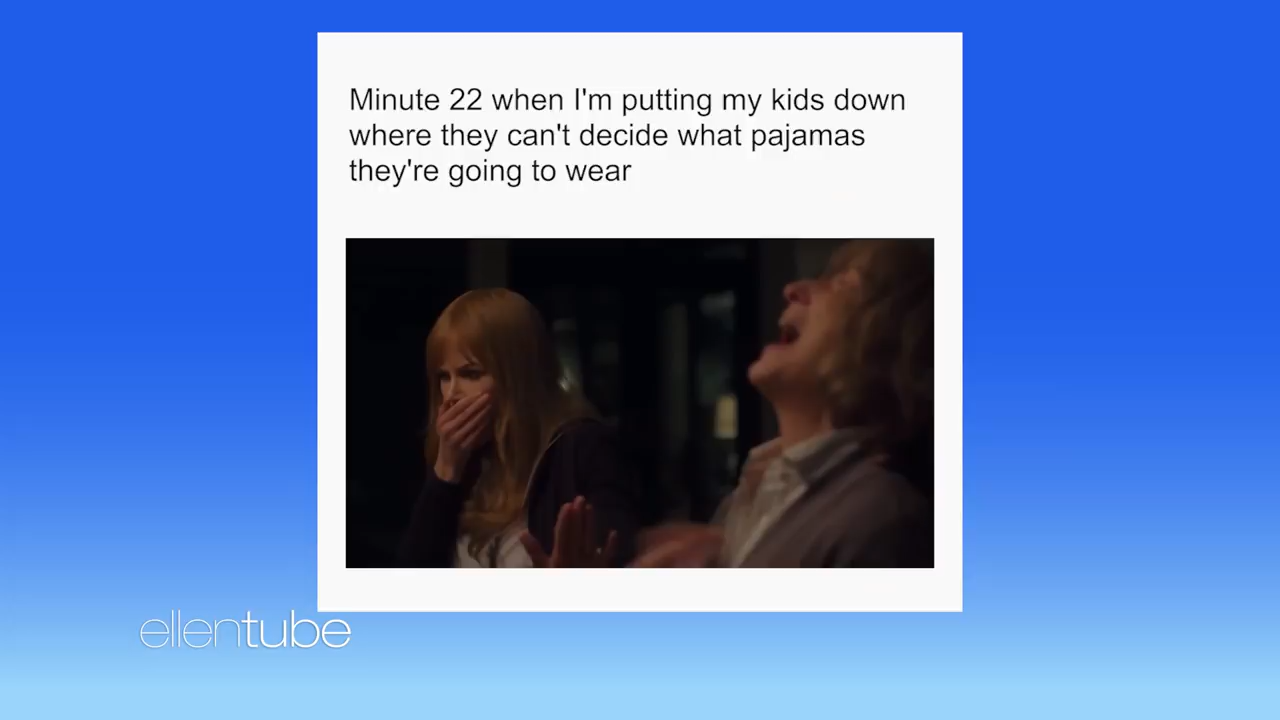 Minute 22 when I'm putting my kids down
where they can't decide what pajamas
they're going to wear
ellentube